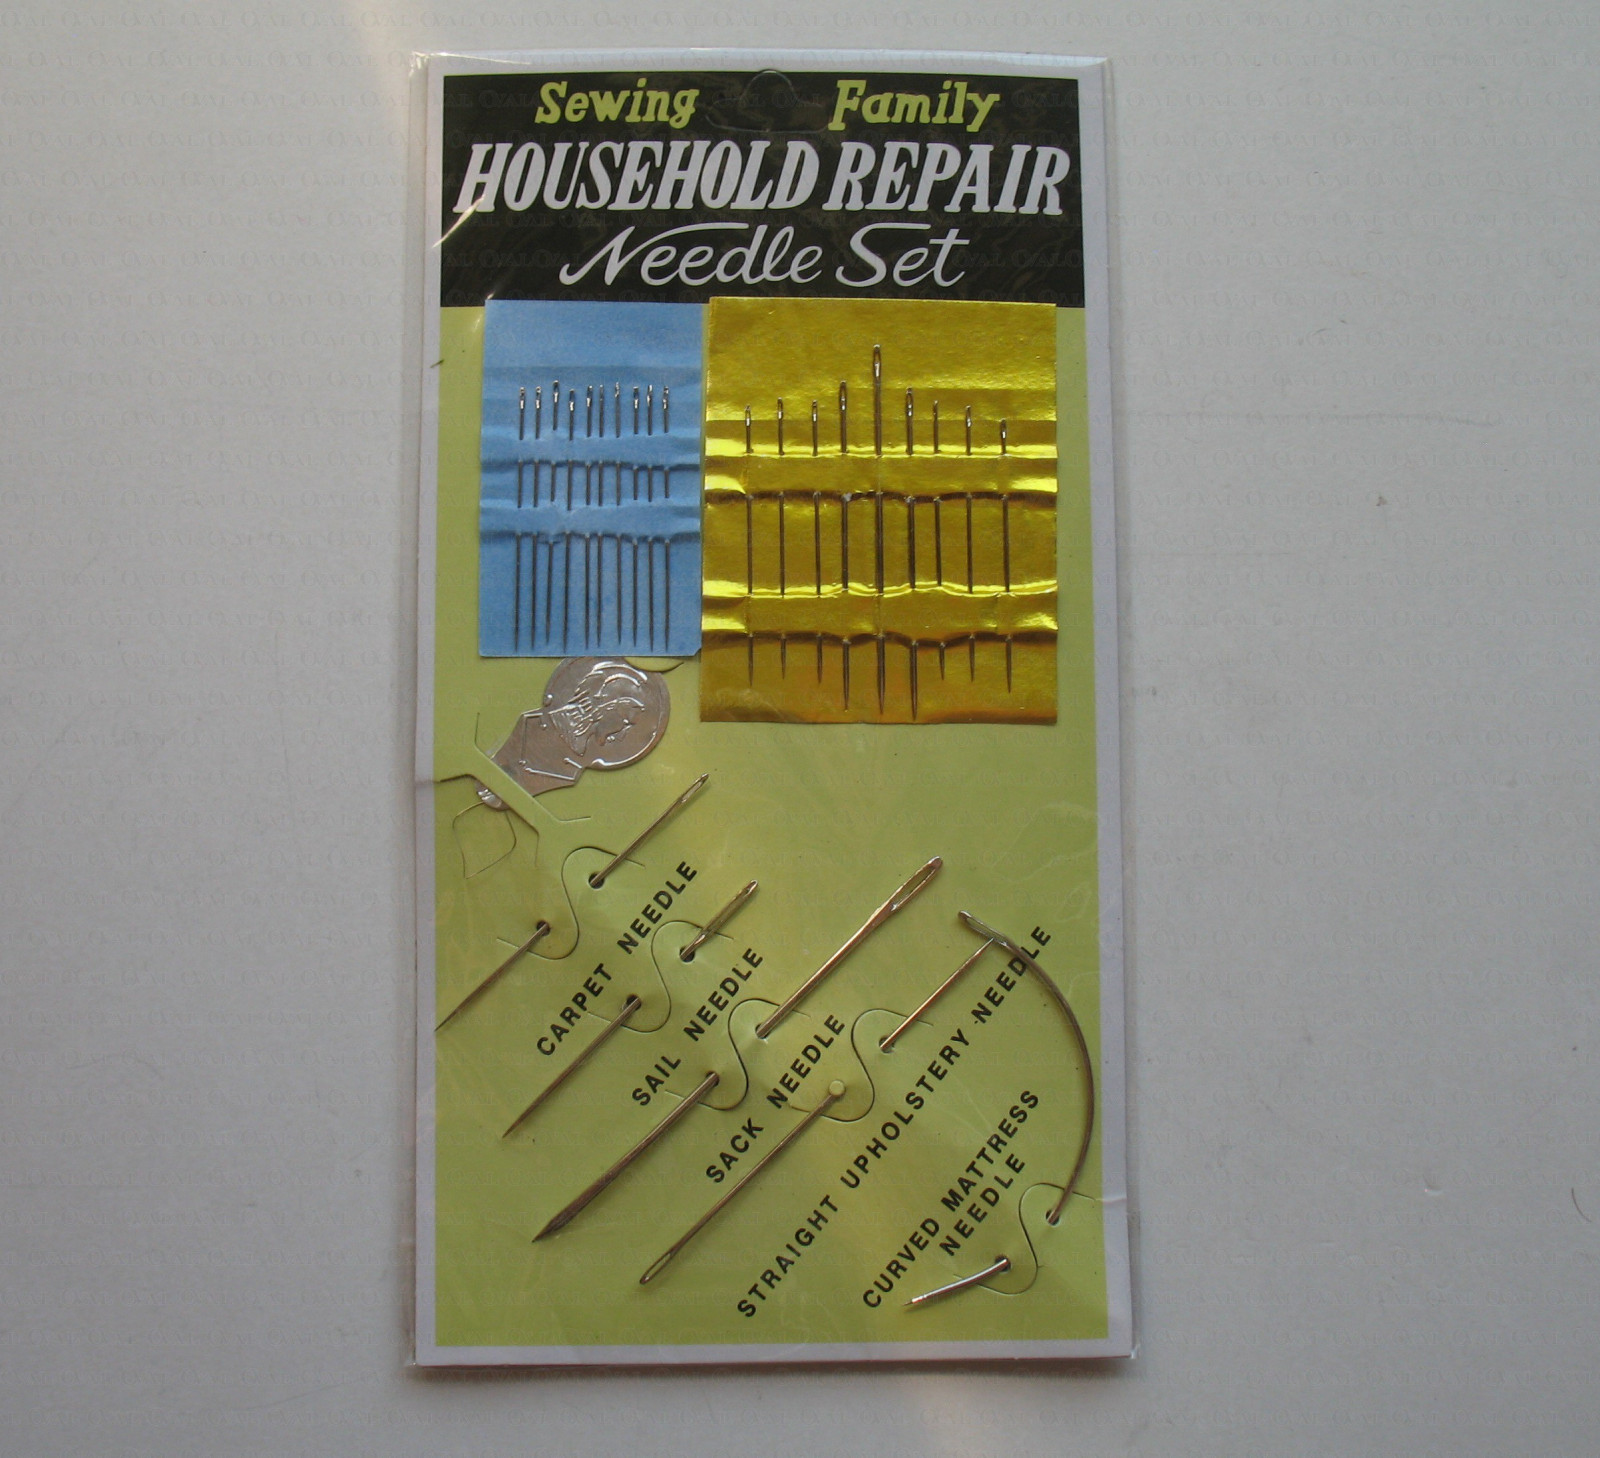 Sewing Family
HOUSEHOLD REPAIR
Needle Set
CARPET NEEDLE
SAIL NEEDLE
SACK NEEDLE
STRAIGHT UPHOLSTERY NEEDLE
CURVED MATTRESS
NEEDLE